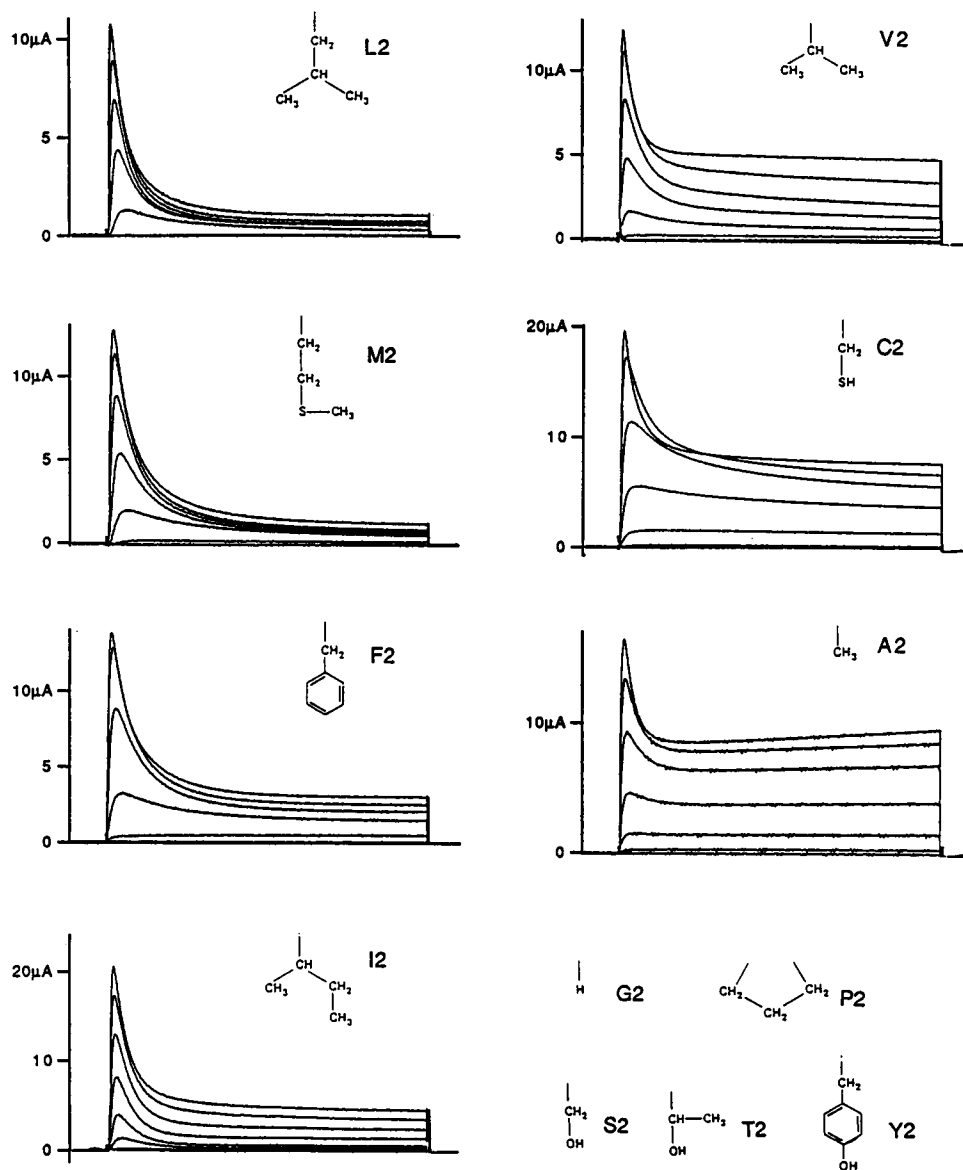 10μA
5
0
CH₂
CH
CH₃ CH₃
L2
10μA
5
0
CH
CH₃ CH₃
V2
10μA
5
0
CH₂
CH₂
S CH₃
M2
20μA
10
0
CH₂
SH
C2
10μA
5
0
CH₂
F2
10μA
0
CH₃
A2
20μA
10
0
CH
CH₃ CH₂
CH₃
I2
H
G2
CH₂ CH₂
CH₂
P2
CH₂
OH
S2
CH CH₃
OH
T2
CH₂
OH
Y2